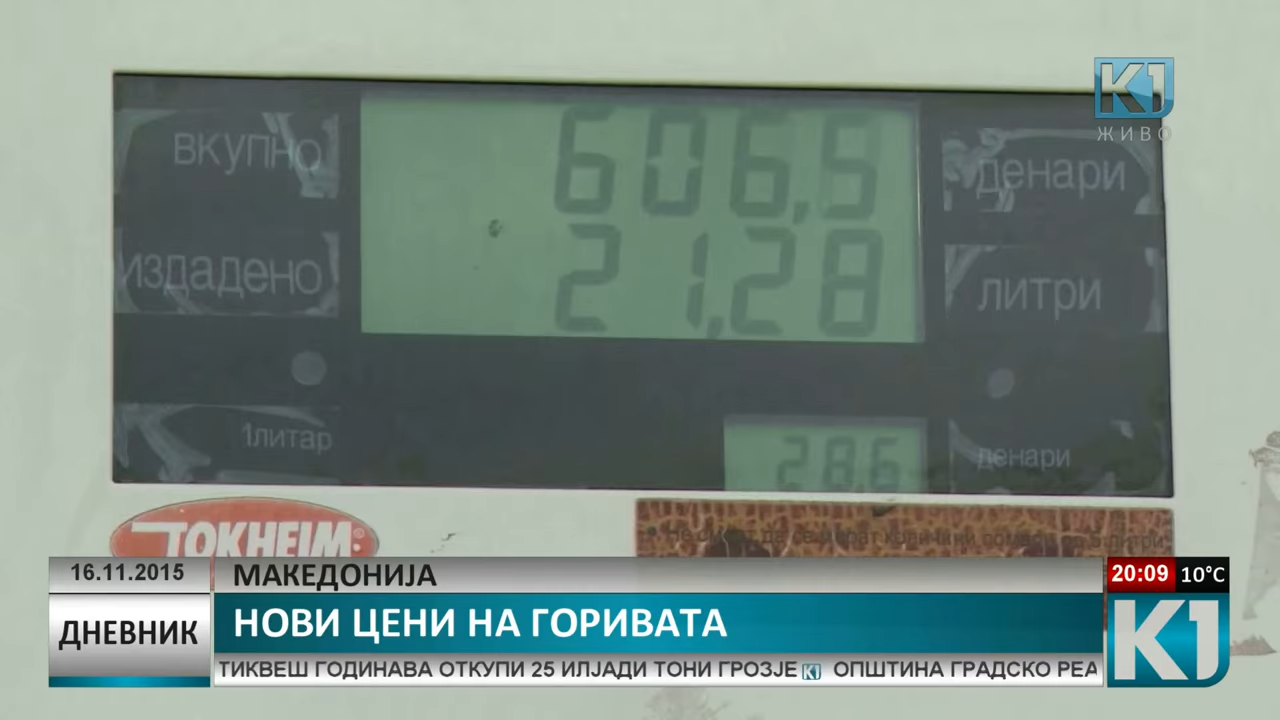 K1
ЖИВО
вкупно 606,5 денари
издадено 21,28 литри
1литар 28,6 денари
TOKHEIM
16.11.2015 МАКЕДОНИЈА 20:09 10°C
ДНЕВНИК НОВИ ЦЕНИ НА ГОРИВАТА K1
ТИКВЕШ ГОДИНАВА ОТКУПИ 25 ИЛЈАДИ ТОНИ ГРОЗЈЕ K1 ОПШТИНА ГРАДСКО РЕА